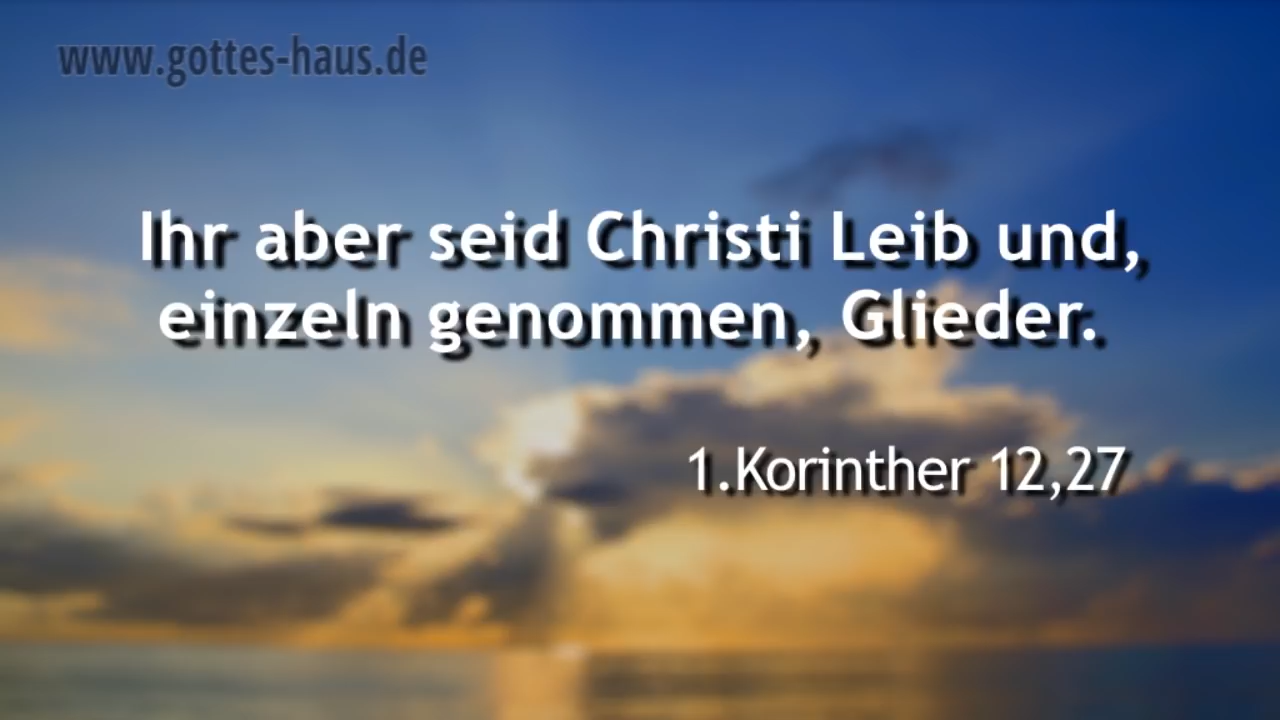 www.gottes-haus.de
Ihr aber seid Christi Leib und,
einzeln genommen, Glieder.
1.Korinther 12,27